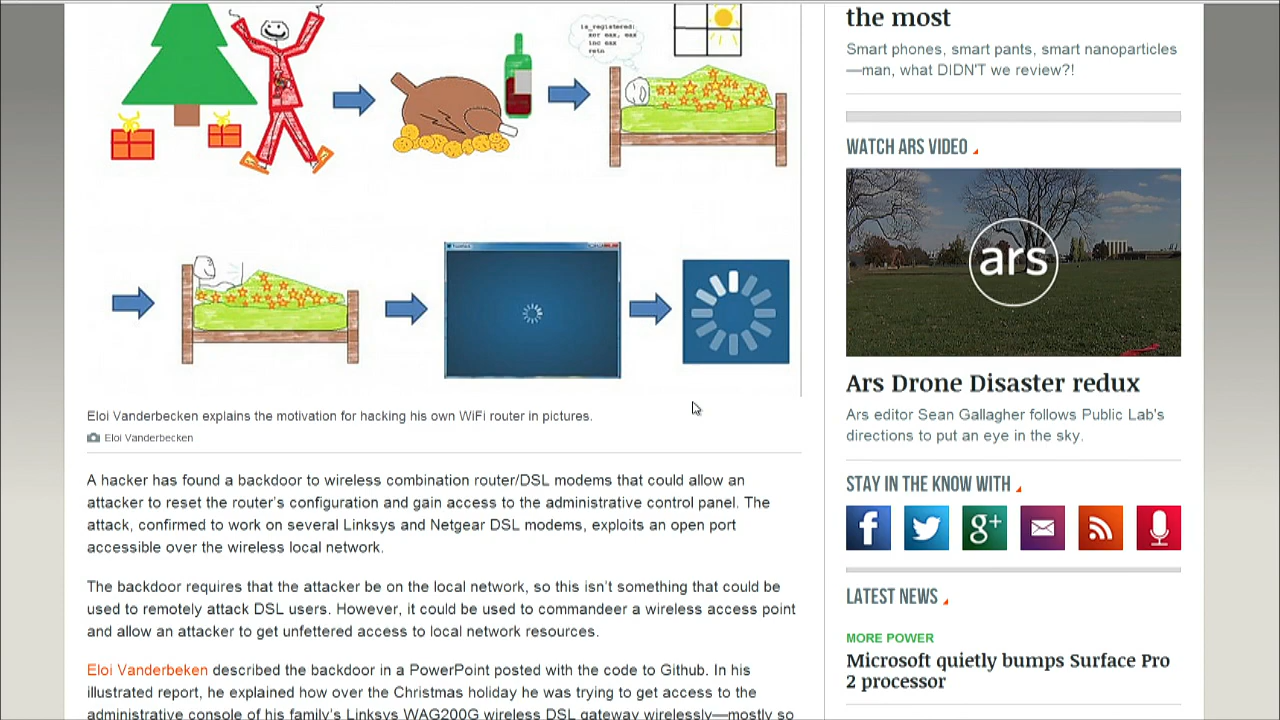 is_registered:
xor eax, eax
inc eax
retn
Eloi Vanderbecken explains the motivation for hacking his own WiFi router in pictures.
Eloi Vanderbecken
A hacker has found a backdoor to wireless combination router/DSL modems that could allow an
attacker to reset the router's configuration and gain access to the administrative control panel. The
attack, confirmed to work on several Linksys and Netgear DSL modems, exploits an open port
accessible over the wireless local network.
The backdoor requires that the attacker be on the local network, so this isn't something that could be
used to remotely attack DSL users. However, it could be used to commandeer a wireless access point
and allow an attacker to get unfettered access to local network resources.
Eloi Vanderbeken described the backdoor in a PowerPoint posted with the code to Github. In his
illustrated report, he explained how over the Christmas holiday he was trying to get access to the
administrative console of his family's Linksys WAG200G wireless DSL gateway wirelessly—mostly so
the most
Smart phones, smart pants, smart nanoparticles
—man, what DIDN'T we review?!
WATCH ARS VIDEO
ars
Ars Drone Disaster redux
Ars editor Sean Gallagher follows Public Lab's
directions to put an eye in the sky.
STAY IN THE KNOW WITH
f
g+
LATEST NEWS
MORE POWER
Microsoft quietly bumps Surface Pro
2 processor